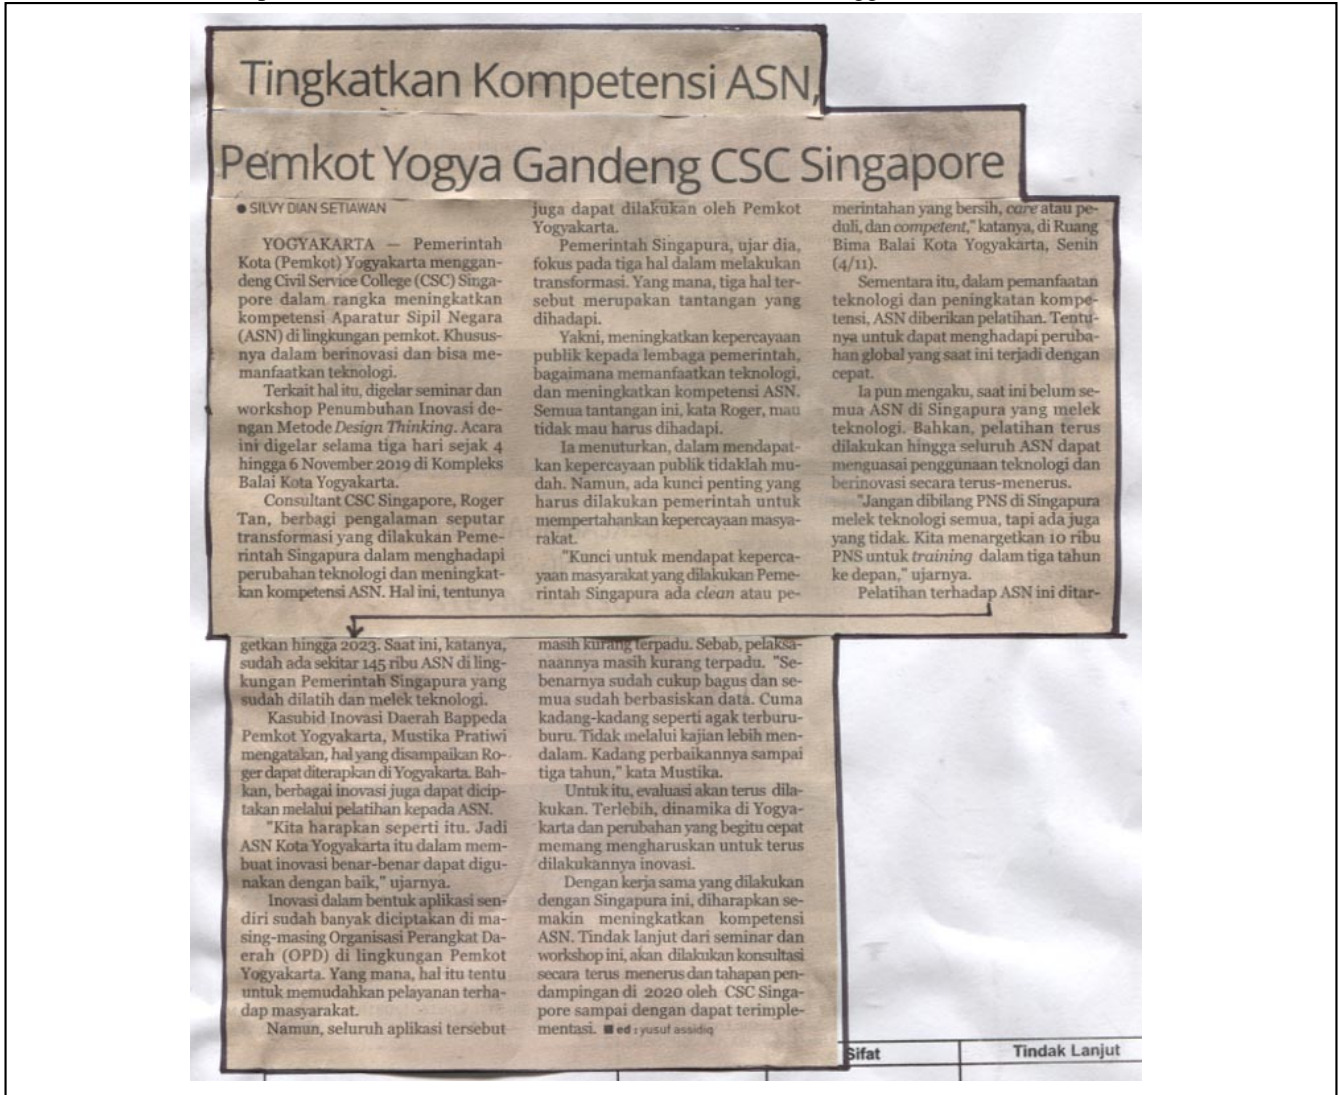 Tingkatkan Kompetensi ASN,
Pemkot Yogya Gandeng CSC Singapore
● SILVY DIAN SETIAWAN
YOGYAKARTA — Pemerintah
Kota (Pemkot) Yogyakarta menggan-
deng Civil Service College (CSC) Singa-
pore dalam rangka meningkatkan
kompetensi Aparatur Sipil Negara
(ASN) di lingkungan pemkot. Khusus-
nya dalam berinovasi dan bisa me-
manfaatkan teknologi.
Terkait hal itu, digelar seminar dan
workshop Penumbuhan Inovasi de-
ngan Metode Design Thinking. Acara
ini digelar selama tiga hari sejak 4
hingga 6 November 2019 di Kompleks
Balai Kota Yogyakarta.
Consultant CSC Singapore, Roger
Tan, berbagi pengalaman seputar
transformasi yang dilakukan Peme-
rintah Singapura dalam menghadapi
perubahan teknologi dan meningkat-
kan kompetensi ASN. Hal ini, tentunya
juga dapat dilakukan oleh Pemkot
Yogyakarta.
Pemerintah Singapura, ujar dia,
fokus pada tiga hal dalam melakukan
transformasi. Yang mana, tiga hal ter-
sebut merupakan tantangan yang
dihadapi.
Yakni, meningkatkan kepercayaan
publik kepada lembaga pemerintah,
bagaimana memanfaatkan teknologi,
dan meningkatkan kompetensi ASN.
Semua tantangan ini, kata Roger, mau
tidak mau harus dihadapi.
Ia menuturkan, dalam mendapat-
kan kepercayaan publik tidaklah mu-
dah. Namun, ada kunci penting yang
harus dilakukan pemerintah untuk
mempertahankan kepercayaan masya-
rakat.
"Kunci untuk mendapat keperca-
yaan masyarakat yang dilakukan Peme-
rintah Singapura ada clean atau pe-
merintahan yang bersih, care atau pe-
duli, dan competent," katanya, di Ruang
Bima Balai Kota Yogyakarta, Senin
(4/11).
Sementara itu, dalam pemanfaatan
teknologi dan peningkatan kompe-
tensi, ASN diberikan pelatihan. Tentu-
nya untuk dapat menghadapi peruba-
han global yang saat ini terjadi dengan
cepat.
Ia pun mengaku, saat ini belum se-
mua ASN di Singapura yang melek
teknologi. Bahkan, pelatihan terus
dilakukan hingga seluruh ASN dapat
menguasai penggunaan teknologi dan
berinovasi secara terus-menerus.
"Jangan dibilang PNS di Singapura
melek teknologi semua, tapi ada juga
yang tidak. Kita menargetkan 10 ribu
PNS untuk training dalam tiga tahun
ke depan," ujarnya.
Pelatihan terhadap ASN ini ditar-
getkan hingga 2023. Saat ini, katanya,
sudah ada sekitar 145 ribu ASN di ling-
kungan Pemerintah Singapura yang
sudah dilatih dan melek teknologi.
Kasubid Inovasi Daerah Bappeda
Pemkot Yogyakarta, Mustika Pratiwi
mengatakan, hal yang disampaikan Ro-
ger dapat diterapkan di Yogyakarta. Bah-
kan, berbagai inovasi juga dapat dicip-
takan melalui pelatihan kepada ASN.
"Kita harapkan seperti itu. Jadi
ASN Kota Yogyakarta itu dalam mem-
buat inovasi benar-benar dapat digu-
nakan dengan baik," ujarnya.
Inovasi dalam bentuk aplikasi sen-
diri sudah banyak diciptakan di ma-
sing-masing Organisasi Perangkat Da-
erah (OPD) di lingkungan Pemkot
Yogyakarta. Yang mana, hal itu tentu
untuk memudahkan pelayanan terha-
dap masyarakat.
Namun, seluruh aplikasi tersebut
masih kurang terpadu. Sebab, pelaksa-
naannya masih kurang terpadu. "Se-
benarnya sudah cukup bagus dan se-
mua sudah berbasiskan data. Cuma
kadang-kadang seperti agak terburu-
buru. Tidak melalui kajian lebih men-
dalam. Kadang perbaikannya sampai
tiga tahun," kata Mustika.
Untuk itu, evaluasi akan terus dila-
kukan. Terlebih, dinamika di Yogya-
karta dan perubahan yang begitu cepat
memang mengharuskan untuk terus
dilakukannya inovasi.
Dengan kerja sama yang dilakukan
dengan Singapura ini, diharapkan se-
makin meningkatkan kompetensi
ASN. Tindak lanjut dari seminar dan
workshop ini, akan dilakukan konsultasi
secara terus menerus dan tahapan pen-
dampingan di 2020 oleh CSC Singa-
pore sampai dengan dapat terimple-
mentasi. ■ ed : yusuf assidiq
Sifat
Tindak Lanjut